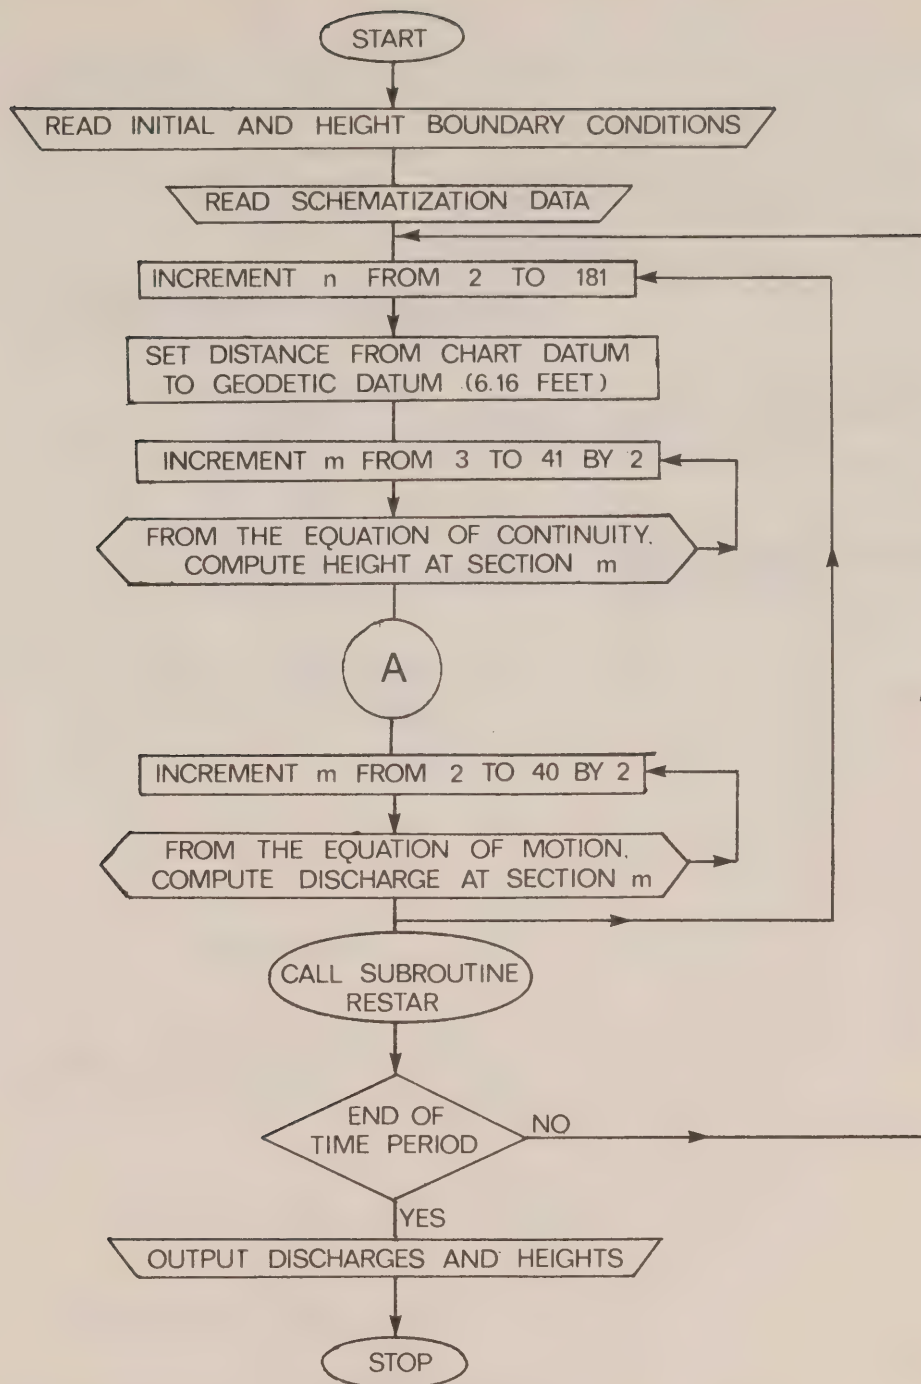 START
READ INITIAL AND HEIGHT BOUNDARY CONDITIONS
READ SCHEMATIZATION DATA
INCREMENT n FROM 2 TO 181
SET DISTANCE FROM CHART DATUM
TO GEODETIC DATUM (6.16 FEET)
INCREMENT m FROM 3 TO 41 BY 2
FROM THE EQUATION OF CONTINUITY.
COMPUTE HEIGHT AT SECTION m
A
INCREMENT m FROM 2 TO 40 BY 2
FROM THE EQUATION OF MOTION.
COMPUTE DISCHARGE AT SECTION m
CALL SUBROUTINE
RESTAR
END OF
TIME PERIOD
NO
YES
OUTPUT DISCHARGES AND HEIGHTS
STOP